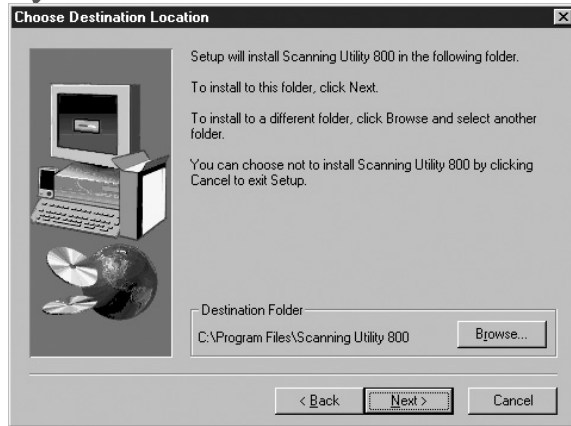 Choose Destination Location
Setup will install Scanning Utility 800 in the following folder.
To install to this folder, click Next.
To install to a different folder, click Browse and select another
folder.
You can choose not to install Scanning Utility 800 by clicking
Cancel to exit Setup.
Destination Folder
C:\Program Files\Scanning Utility 800
Browse...
< Back
Next >
Cancel